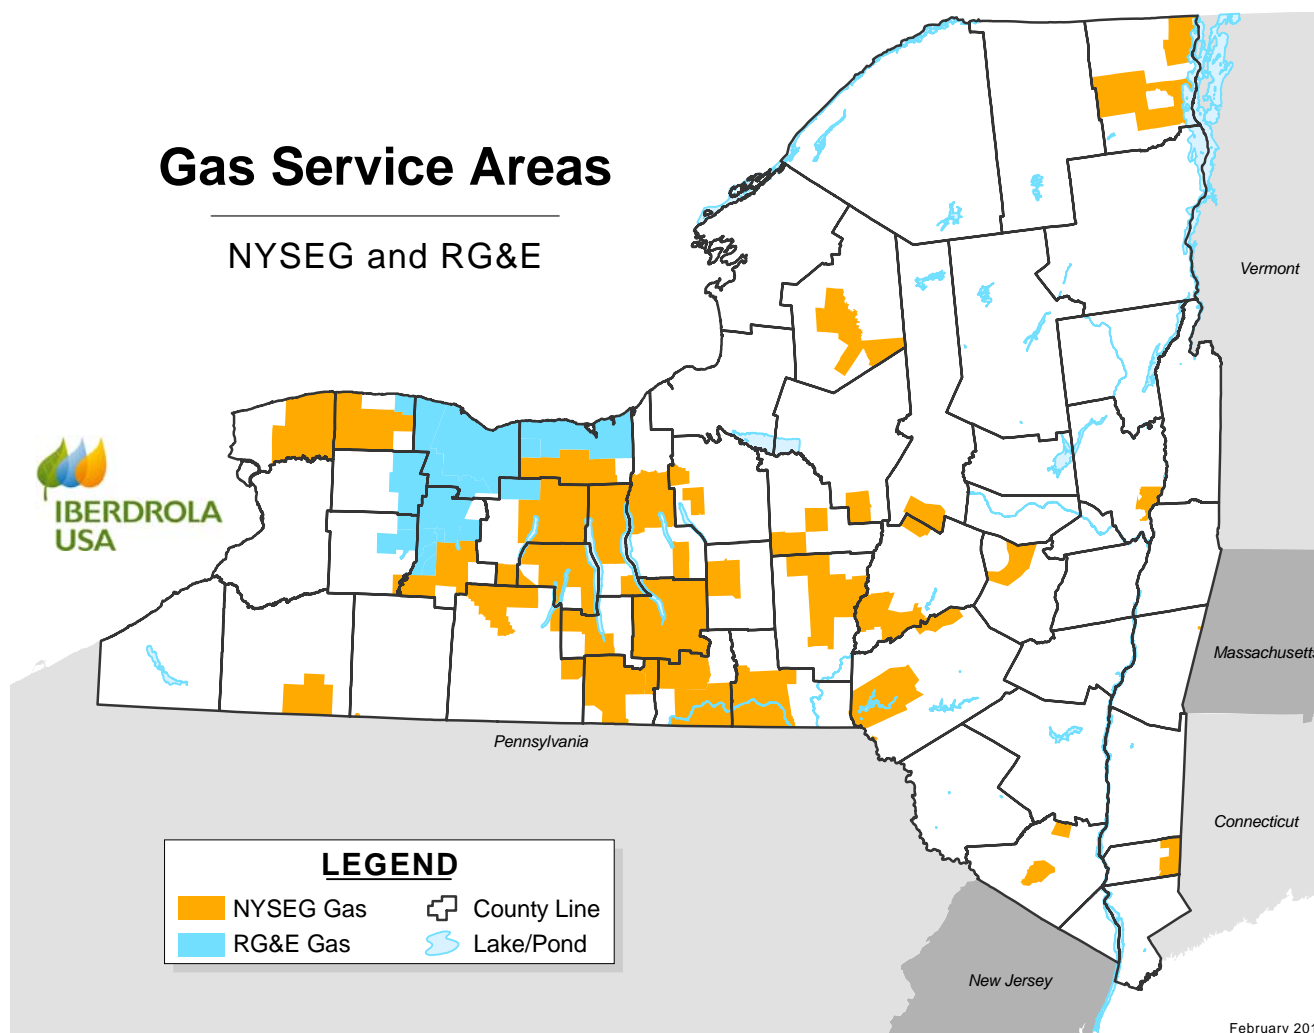 Gas Service Areas
NYSEG and RG&E
Vermont
IBERDROLA
USA
Massachusetts
Pennsylvania
Connecticut
LEGEND
NYSEG Gas
County Line
RG&E Gas
Lake/Pond
New Jersey
February